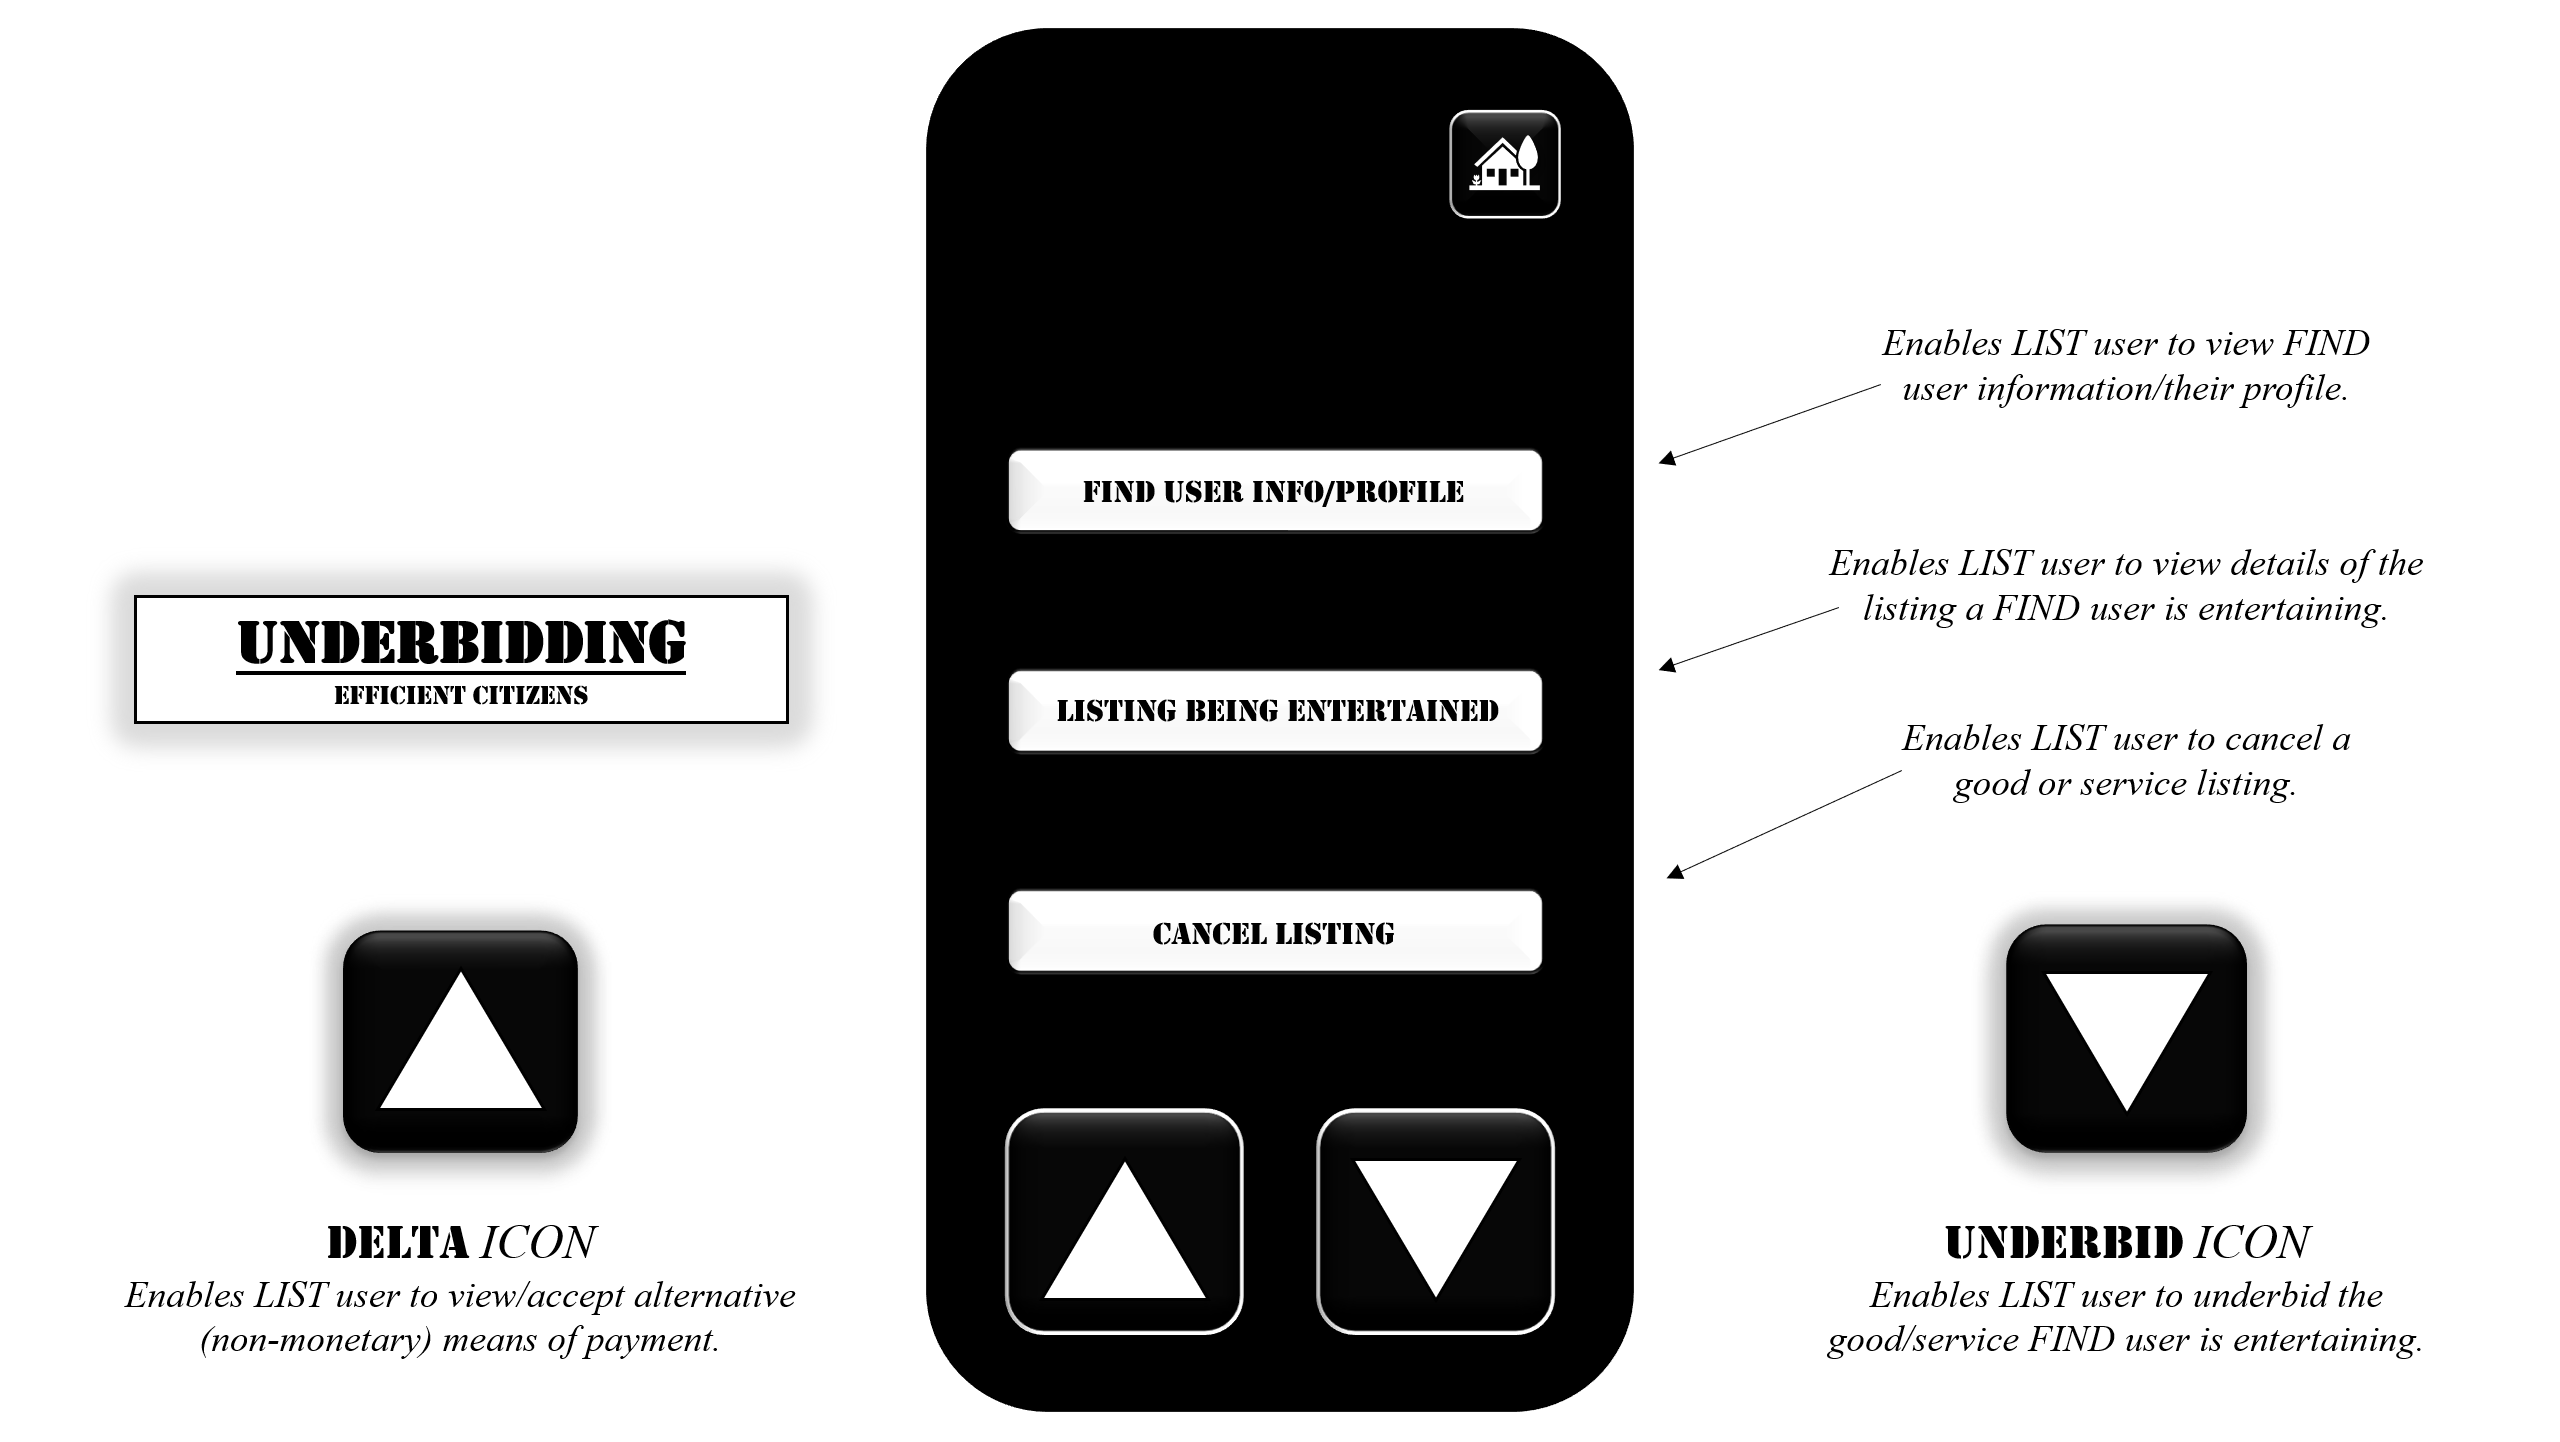 Enables LIST user to view FIND
user information/their profile.
FIND USER INFO/PROFILE
Enables LIST user to view details of the
listing a FIND user is entertaining.
UNDERBIDDING
EFFICIENT CITIZENS
LISTING BEING ENTERTAINED
Enables LIST user to cancel a
good or service listing.
CANCEL LISTING
DELTA ICON
Enables LIST user to view/accept alternative
(non-monetary) means of payment.
UNDERBID ICON
Enables LIST user to underbid the
good/service FIND user is entertaining.